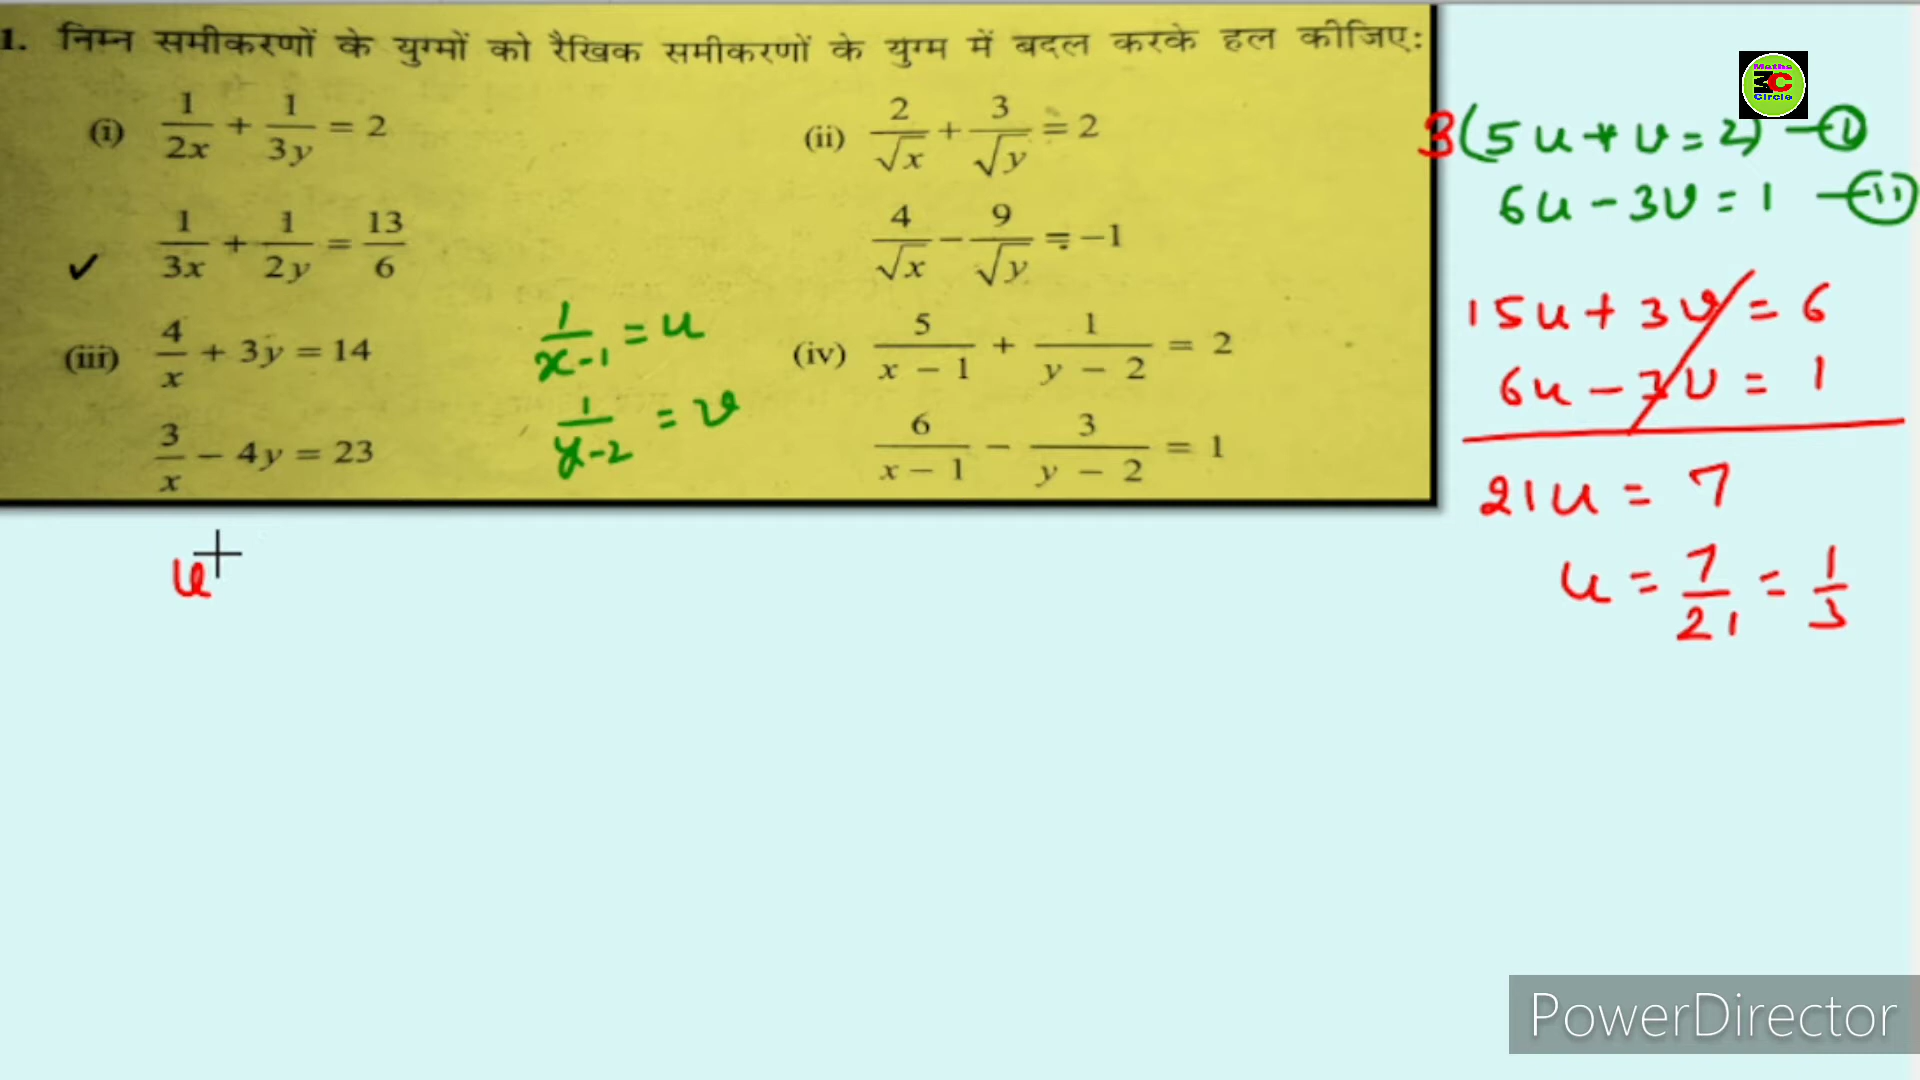 1. निम्न समीकरणों के युग्मों को रैखिक समीकरणों के युग्म में बदल करके हल कीजिए:
(i) 1/2x + 1/3y = 2
1/3x + 1/2y = 13/6
(ii) 2/√x + 3/√y = 2
4/√x − 9/√y = −1
(iii) 4/x + 3y = 14
3/x − 4y = 23
1/x-1 = u
1/y-2 = v
(iv) 5/x − 1 + 1/y − 2 = 2
6/x − 1 − 3/y − 2 = 1
Maths
3C
Circle
3(5u + v = 2) — (i)
6u - 3v = 1 — (ii)
15u + 3v = 6
6u - 3v = 1
21u = 7
u = 7/21 = 1/3
u
PowerDirector